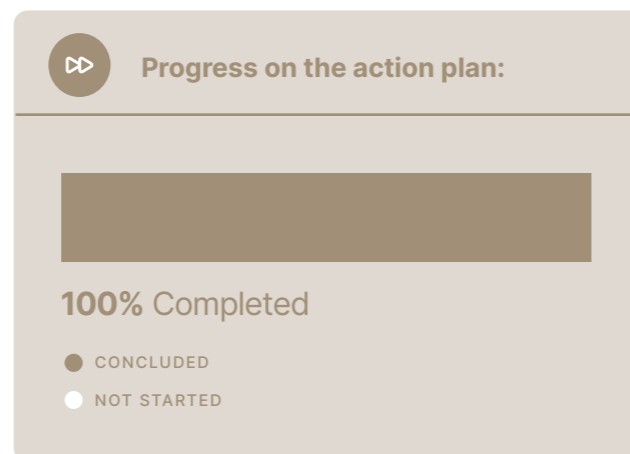 Progress on the action plan:
100% Completed
CONCLUDED
NOT STARTED